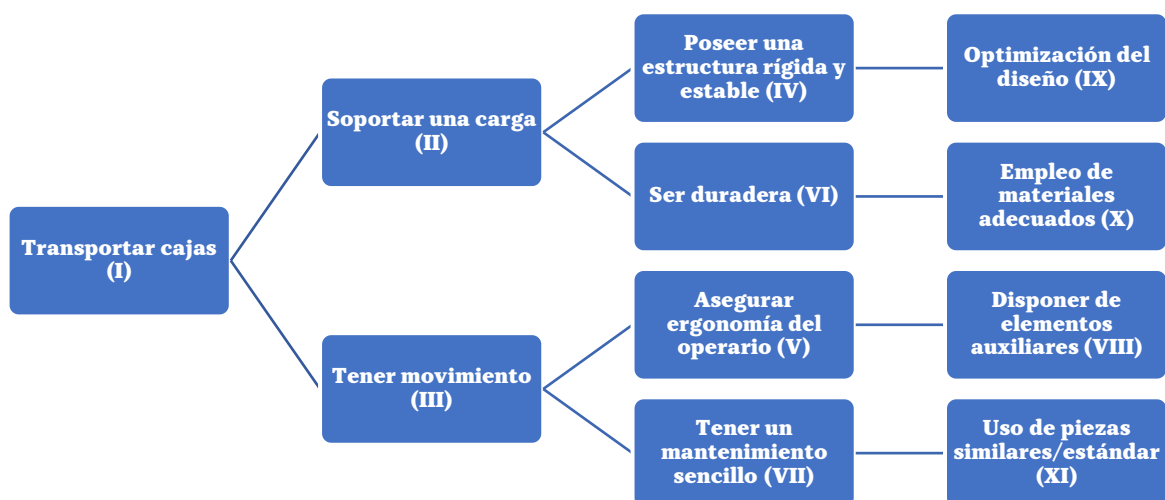 Poseer una
estructura rígida y
estable (IV)
Optimización del
diseño (IX)
Soportar una carga
(II)
Ser duradera (VI)
Empleo de
materiales
adecuados (X)
Transportar cajas
(I)
Asegurar
ergonomía del
operario (V)
Disponer de
elementos
auxiliares (VIII)
Tener movimiento
(III)
Tener un
mantenimiento
sencillo (VII)
Uso de piezas
similares/estándar
(XI)